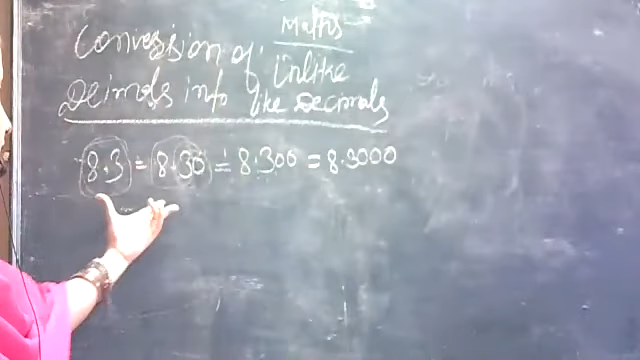 Maths
Conversion of Unlike
Decimals into like Decimals
8.3 = 8.30 = 8.300 = 8.3000